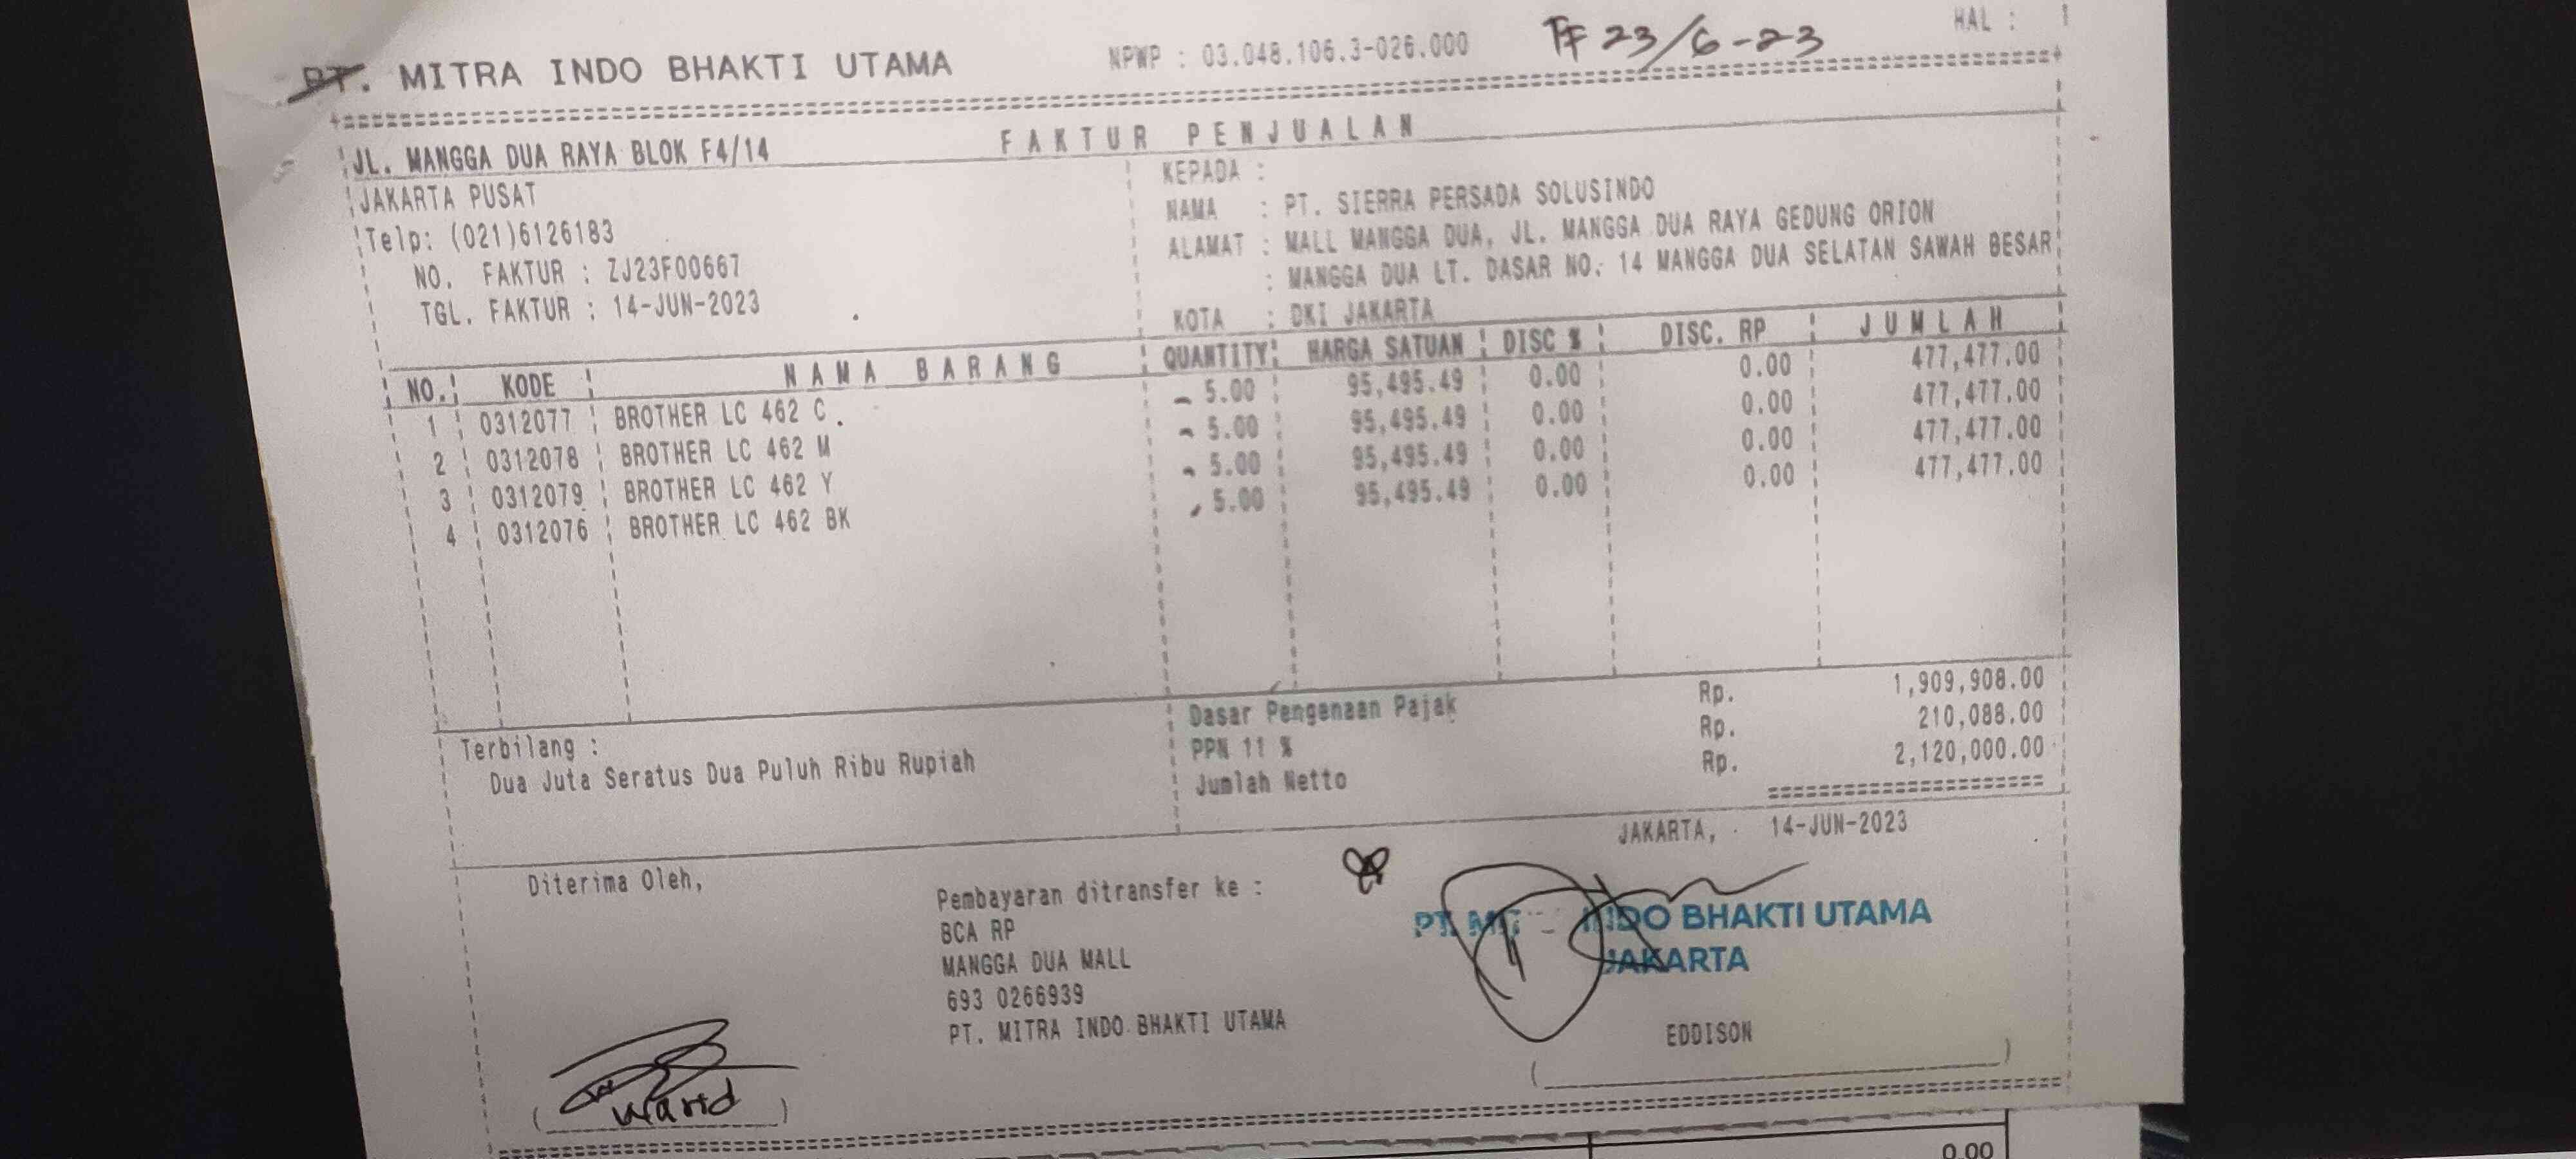 PT. MITRA INDO BHAKTI UTAMA NPWP : 03.048.106.3-026.000 TF 23/6-23 HAL : 1
FAKTUR PENJUALAN
JL. MANGGA DUA RAYA BLOK F4/14
JAKARTA PUSAT
Telp: (021)6126183
NO. FAKTUR : ZJ23F00667
TGL. FAKTUR : 14-JUN-2023
KEPADA :
NAMA : PT. SIERRA PERSADA SOLUSINDO
ALAMAT : MALL MANGGA DUA, JL. MANGGA DUA RAYA GEDUNG ORION
: MANGGA DUA LT. DASAR NO. 14 MANGGA DUA SELATAN SAWAH BESAR
KOTA : DKI JAKARTA
NO. KODE NAMA BARANG QUANTITY HARGA SATUAN DISC % DISC. RP JUMLAH
1 0312077 BROTHER LC 462 C 5.00 95,495.49 0.00 0.00 477,477.00
2 0312078 BROTHER LC 462 M 5.00 95,495.49 0.00 0.00 477,477.00
3 0312079 BROTHER LC 462 Y 5.00 95,495.49 0.00 0.00 477,477.00
4 0312076 BROTHER LC 462 BK 5.00 95,495.49 0.00 0.00 477,477.00
Dasar Pengenaan Pajak Rp. 1,909,908.00
PPN 11 % Rp. 210,088.00
Jumlah Netto Rp. 2,120,000.00
Terbilang :
Dua Juta Seratus Dua Puluh Ribu Rupiah
JAKARTA, 14-JUN-2023
Diterima Oleh,
Pembayaran ditransfer ke :
BCA RP
MANGGA DUA MALL
693 0266939
PT. MITRA INDO BHAKTI UTAMA
INDO BHAKTI UTAMA
JAKARTA
EDDISON
Warid
0.00